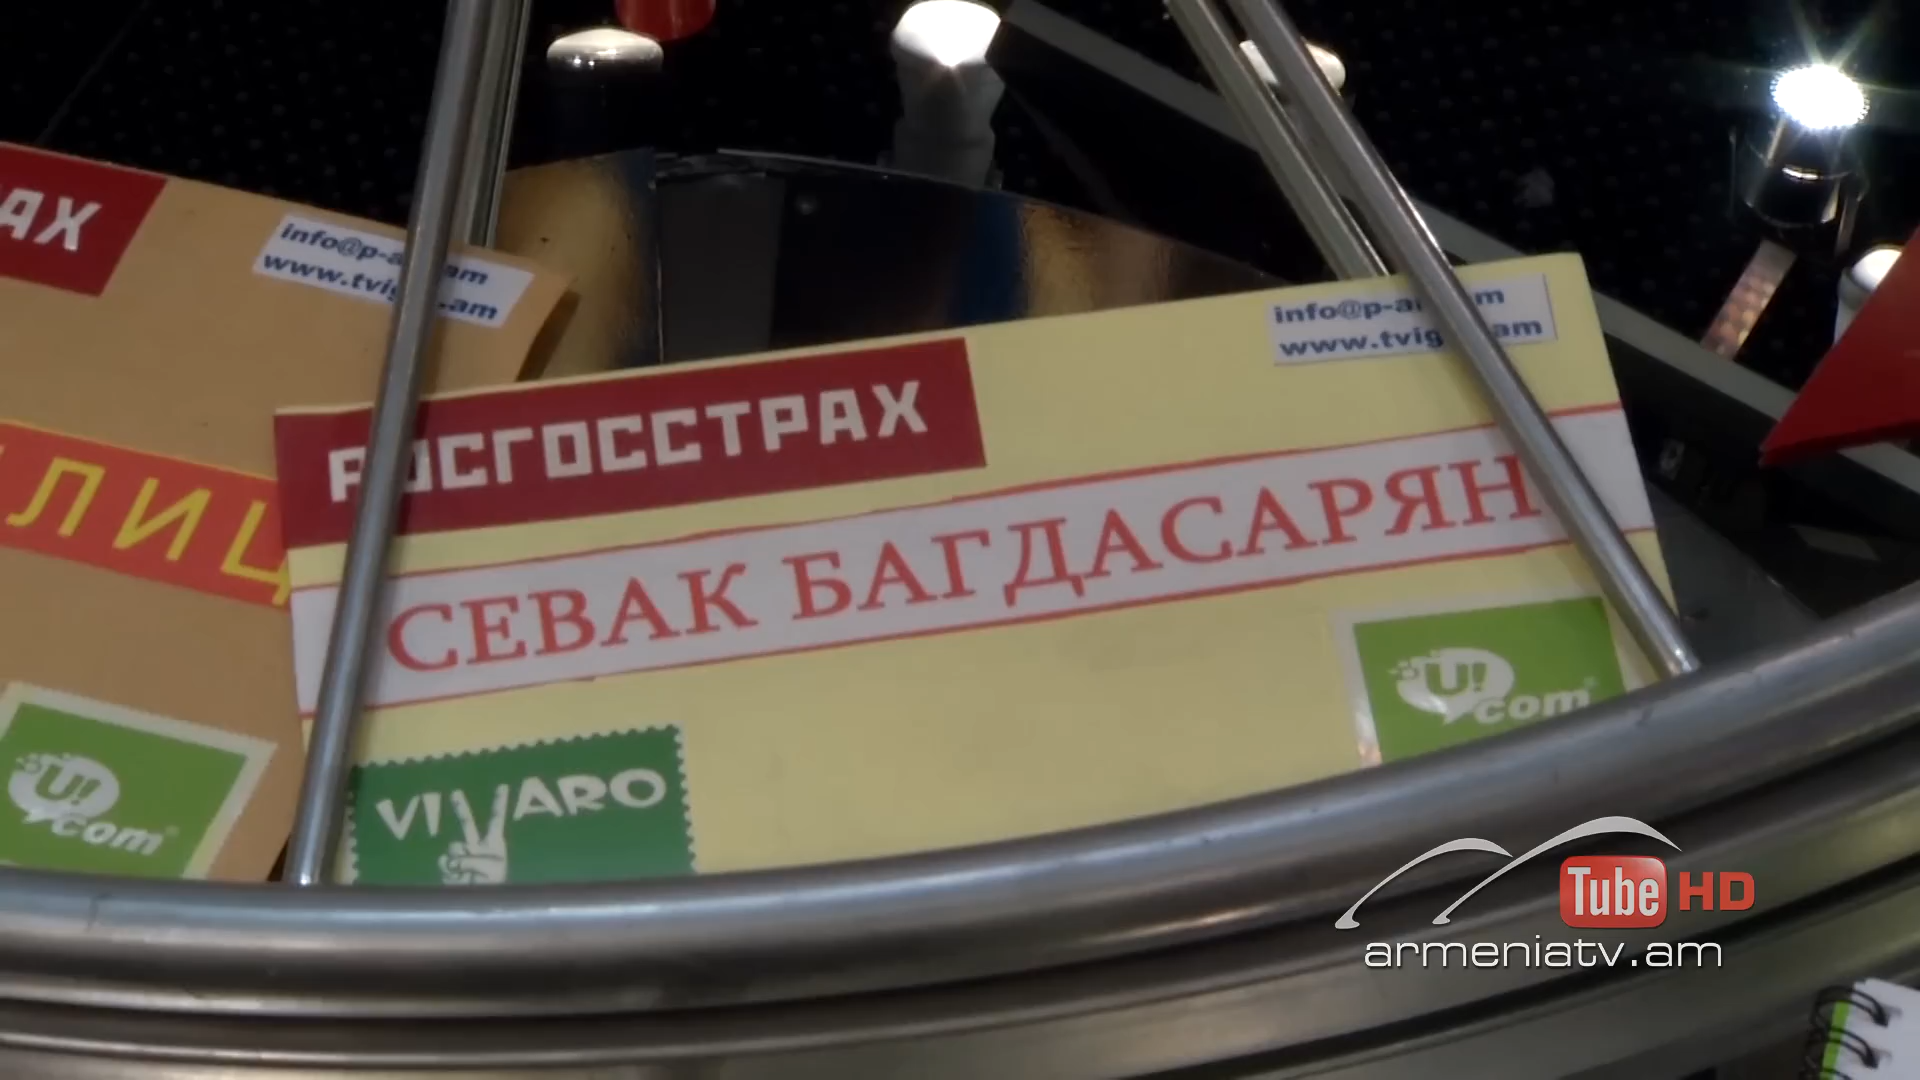 АХ
info@p-a
www.tvig .am
ЛИЦ
U!com
info@p-a m
www.tvig .am
РОСГОССТРАХ
СЕВАК БАГДАСАРЯН
U!com
VIVARO
Tube HD
armeniatv.am